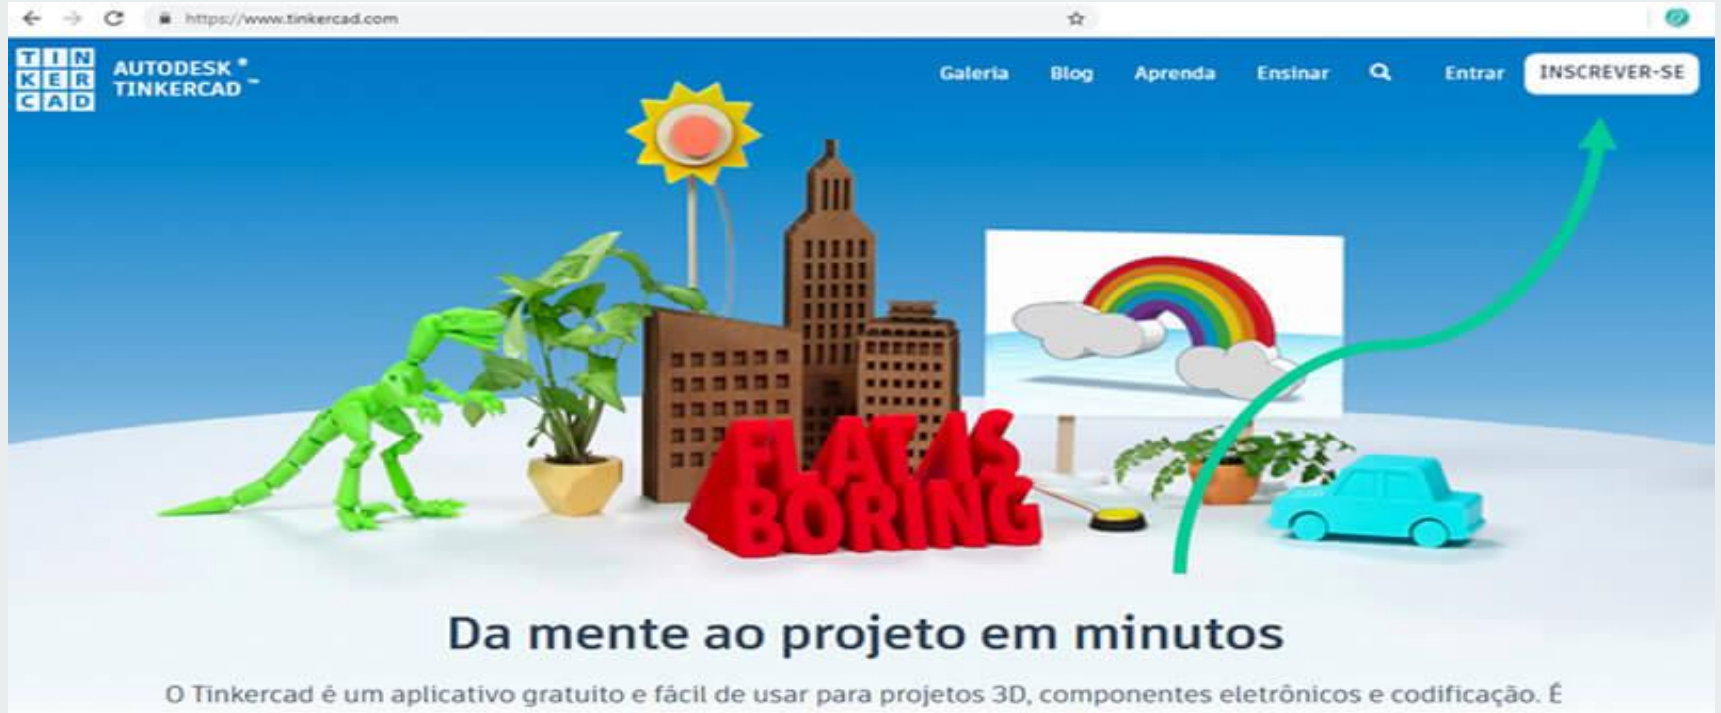 https://www.tinkercad.com
TIN
KER
CAD
AUTODESK®
TINKERCAD™
Galeria Blog Aprenda Ensinar Entrar INSCREVER-SE
FLAT IS
BORING
Da mente ao projeto em minutos
O Tinkercad é um aplicativo gratuito e fácil de usar para projetos 3D, componentes eletrônicos e codificação. É